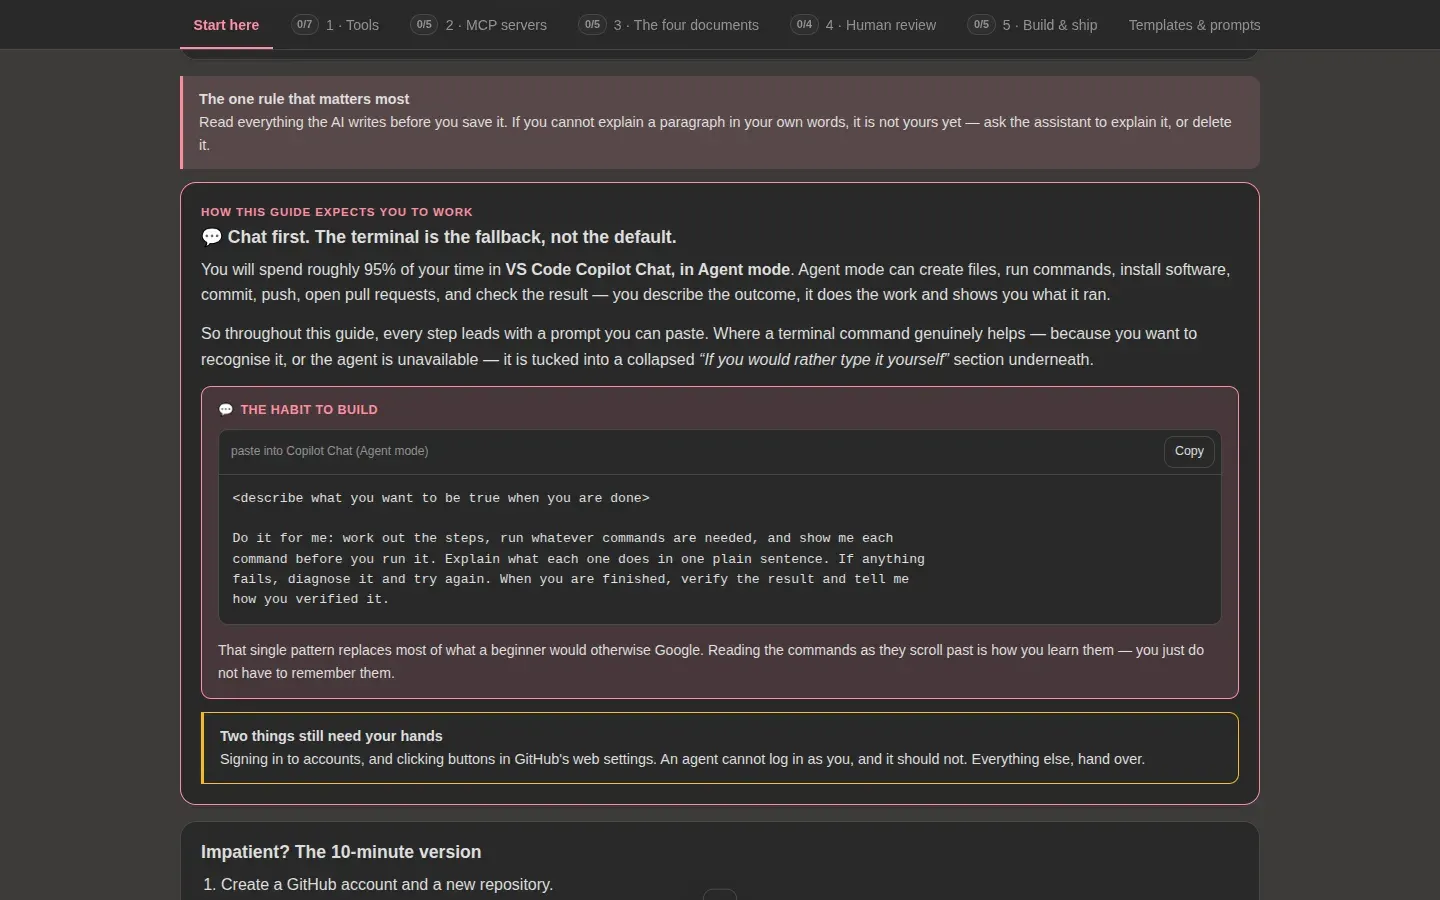 Start here
0/7 1 · Tools
0/5 2 · MCP servers
0/5 3 · The four documents
0/4 4 · Human review
0/5 5 · Build & ship
Templates & prompts
The one rule that matters most
Read everything the AI writes before you save it. If you cannot explain a paragraph in your own words, it is not yours yet — ask the assistant to explain it, or delete
it.
HOW THIS GUIDE EXPECTS YOU TO WORK
💬 Chat first. The terminal is the fallback, not the default.
You will spend roughly 95% of your time in VS Code Copilot Chat, in Agent mode. Agent mode can create files, run commands, install software,
commit, push, open pull requests, and check the result — you describe the outcome, it does the work and shows you what it ran.
So throughout this guide, every step leads with a prompt you can paste. Where a terminal command genuinely helps — because you want to
recognise it, or the agent is unavailable — it is tucked into a collapsed “If you would rather type it yourself” section underneath.
💬 THE HABIT TO BUILD
paste into Copilot Chat (Agent mode)
Copy
<describe what you want to be true when you are done>
Do it for me: work out the steps, run whatever commands are needed, and show me each
command before you run it. Explain what each one does in one plain sentence. If anything
fails, diagnose it and try again. When you are finished, verify the result and tell me
how you verified it.
That single pattern replaces most of what a beginner would otherwise Google. Reading the commands as they scroll past is how you learn them — you just do
not have to remember them.
Two things still need your hands
Signing in to accounts, and clicking buttons in GitHub's web settings. An agent cannot log in as you, and it should not. Everything else, hand over.
Impatient? The 10-minute version
1. Create a GitHub account and a new repository.